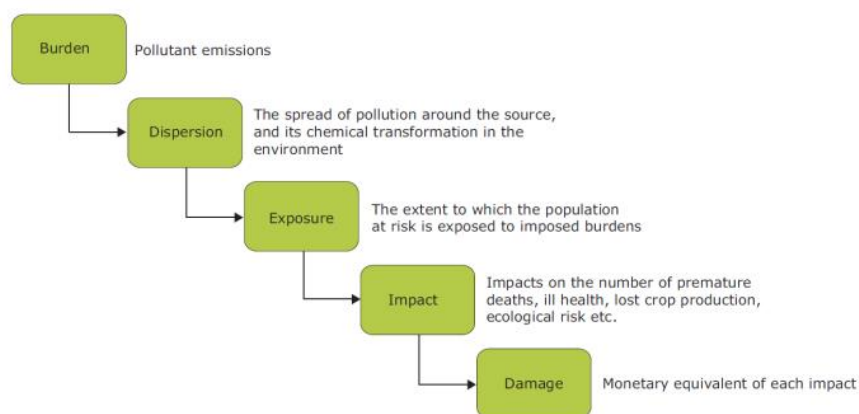 Burden
Pollutant emissions
Dispersion
The spread of pollution around the source,
and its chemical transformation in the
environment
Exposure
The extent to which the population
at risk is exposed to imposed burdens
Impact
Impacts on the number of premature
deaths, ill health, lost crop production,
ecological risk etc.
Damage
Monetary equivalent of each impact